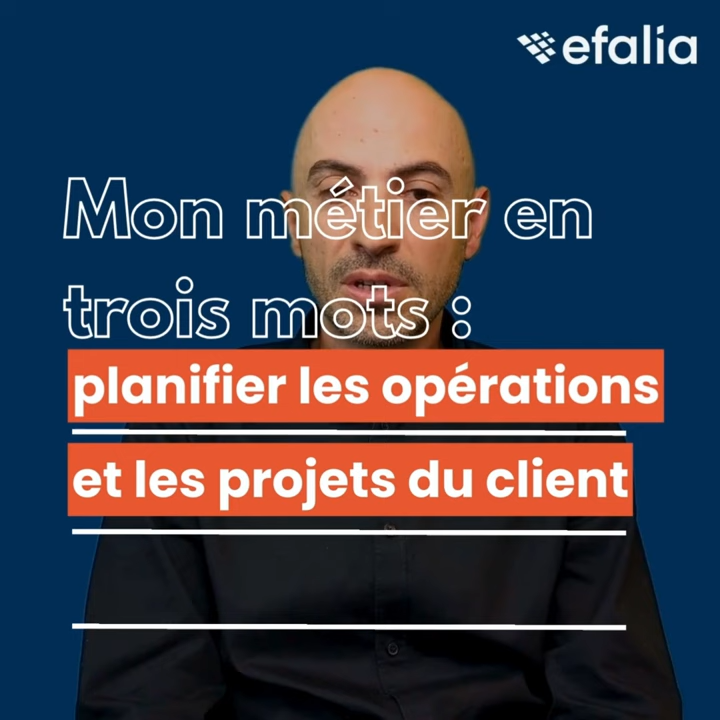 efalia
Mon métier en
trois mots :
planifier les opérations
et les projets du client